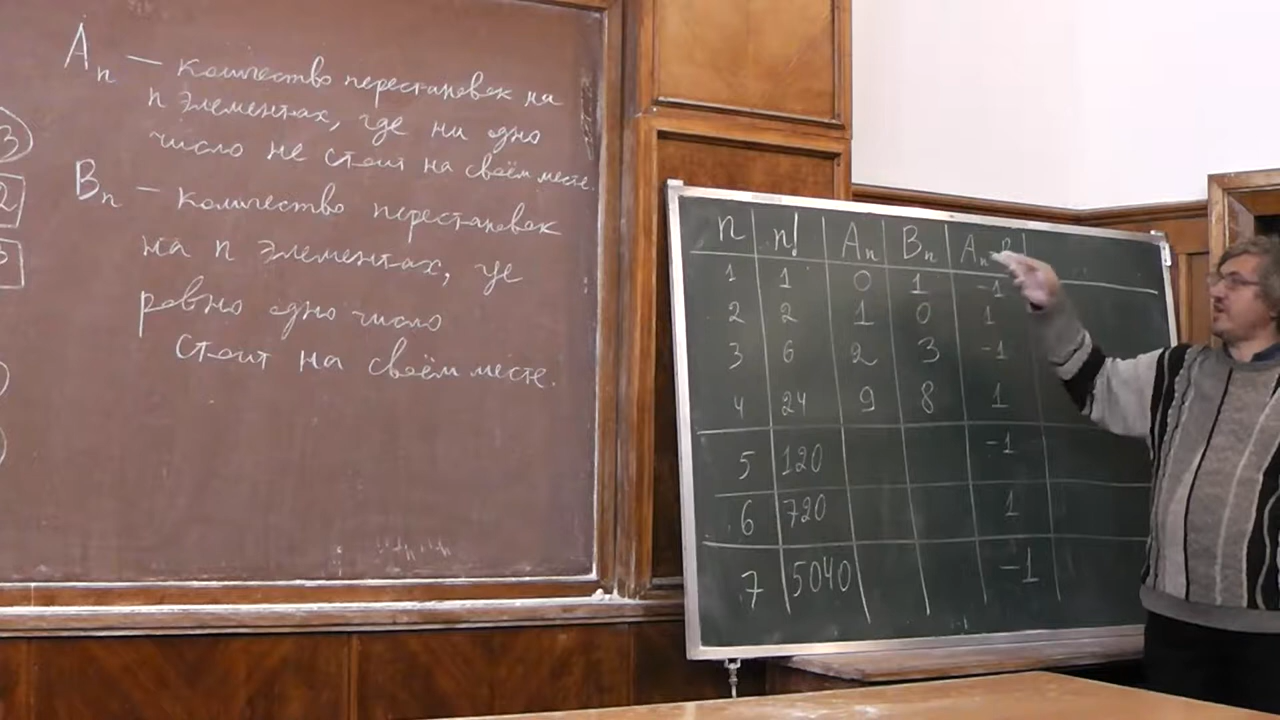 Aₙ — количество перестановок на
n элементах, где ни одно
число не стоит на своём месте.
Bₙ — количество перестановок
на n элементах, где
ровно одно число
стоит на своём месте.
3
2
n n! Aₙ Bₙ Aₙ-B
1 1 0 1 -1
2 2 1 0 1
3 6 2 3 -1
4 24 9 8 1
5 120 -1
6 720 1
7 5040 -1